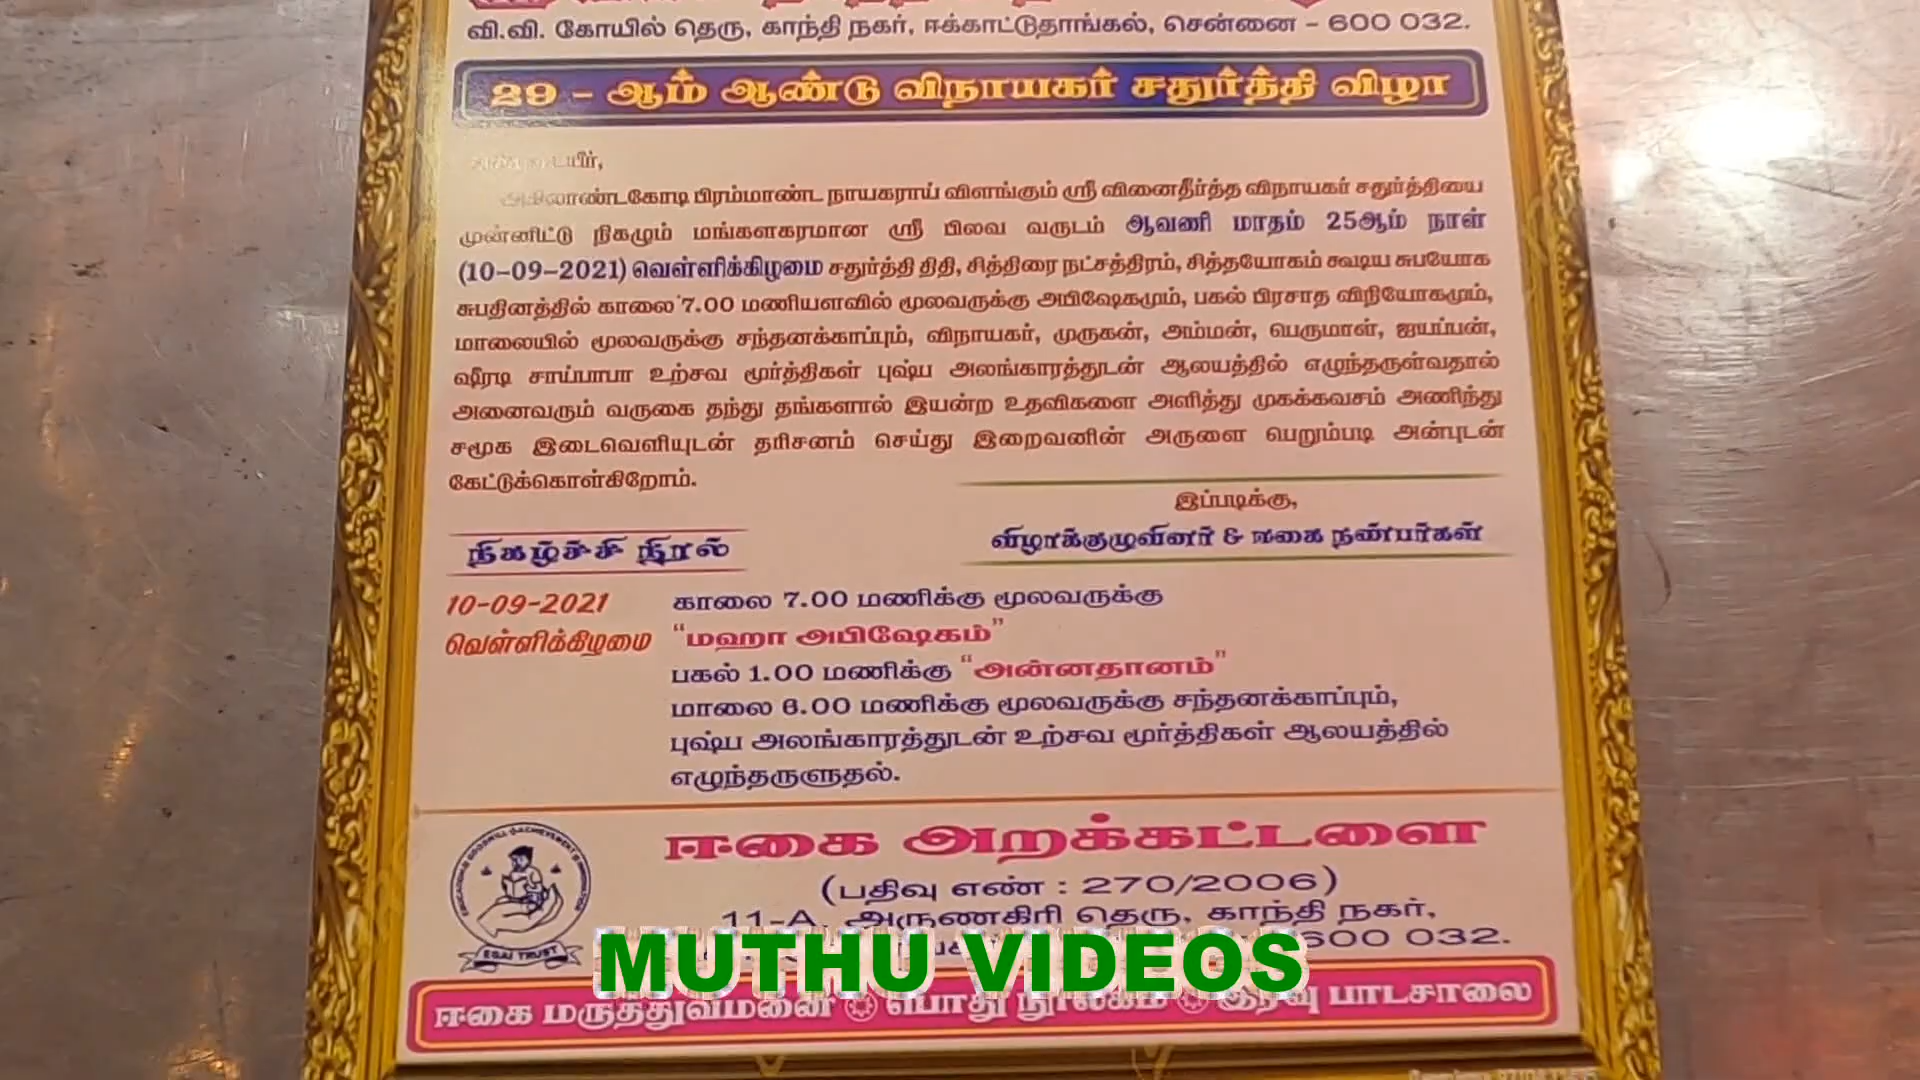 வி.வி. கோயில் தெரு, காந்தி நகர், ஈக்காட்டுதாங்கல், சென்னை – 600 032.
29 - ஆம் ஆண்டு விநாயகர் சதுர்த்தி விழா
அகிலாண்டகோடி பிரம்மாண்ட நாயகராய் விளங்கும் ஸ்ரீ வினைதீர்த்த விநாயகர் சதுர்த்தியை
முன்னிட்டு நிகழும் மங்களகரமான ஸ்ரீ பிலவ வருடம் ஆவணி மாதம் 25ஆம் நாள்
(10-09-2021) வெள்ளிக்கிழமை சதுர்த்தி திதி, சித்திரை நட்சத்திரம், சித்தயோகம் கூடிய சுபயோக
சுபதினத்தில் காலை 7.00 மணியளவில் மூலவருக்கு அபிஷேகமும், பகல் பிரசாத விநியோகமும்,
மாலையில் மூலவருக்கு சந்தனக்காப்பும், விநாயகர், முருகன், அம்மன், பெருமாள், ஐயப்பன்,
ஷீரடி சாய்பாபா உற்சவ மூர்த்திகள் புஷ்ப அலங்காரத்துடன் ஆலயத்தில் எழுந்தருள்வதால்
அனைவரும் வருகை தந்து தங்களால் இயன்ற உதவிகளை அளித்து முகக்கவசம் அணிந்து
சமூக இடைவெளியுடன் தரிசனம் செய்து இறைவனின் அருளை பெறும்படி அன்புடன்
கேட்டுக்கொள்கிறோம்.
இப்படிக்கு,
விழாக்குழுவினர் & ஈகை நண்பர்கள்
நிகழ்ச்சி நிரல்
10-09-2021 காலை 7.00 மணிக்கு மூலவருக்கு
வெள்ளிக்கிழமை "மஹா அபிஷேகம்"
பகல் 1.00 மணிக்கு "அன்னதானம்"
மாலை 6.00 மணிக்கு மூலவருக்கு சந்தனக்காப்பும்,
புஷ்ப அலங்காரத்துடன் உற்சவ மூர்த்திகள் ஆலயத்தில்
எழுந்தருளுதல்.
ஈகை அறக்கட்டளை
(பதிவு எண் : 270/2006)
11-A, அருணகிரி தெரு, காந்தி நகர்,
600 032.
EGAI TRUST
MUTHU VIDEOS
ஈகை மருத்துவமனை பொது நூலகம் இரவு பாடசாலை